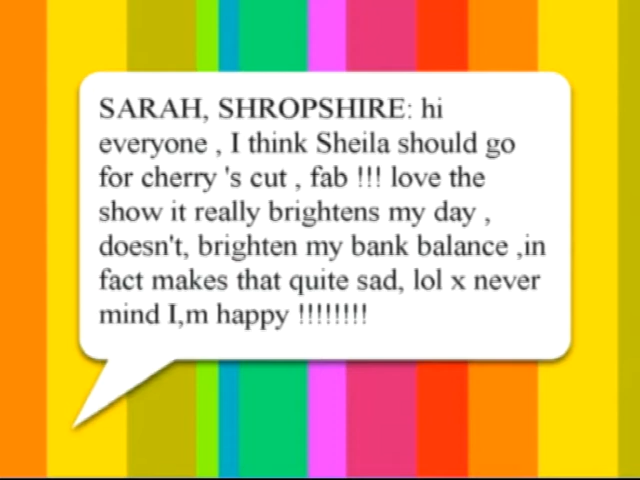 SARAH, SHROPSHIRE: hi
everyone , I think Sheila should go
for cherry 's cut , fab !!! love the
show it really brightens my day ,
doesn't, brighten my bank balance ,in
fact makes that quite sad, lol x never
mind I,m happy !!!!!!!!